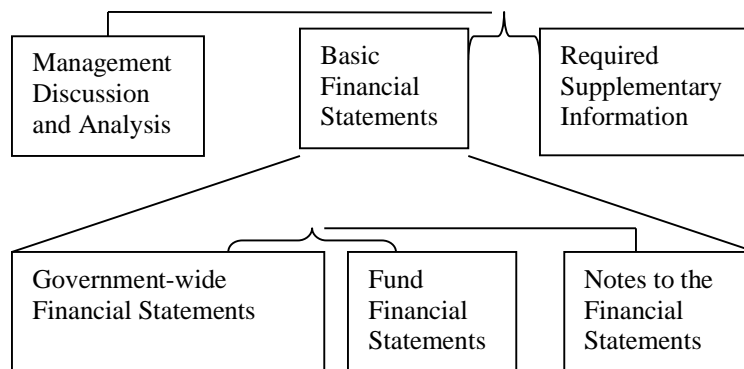 Management
Discussion
and Analysis
Basic
Financial
Statements
Required
Supplementary
Information
Government-wide
Financial Statements
Fund
Financial
Statements
Notes to the
Financial
Statements